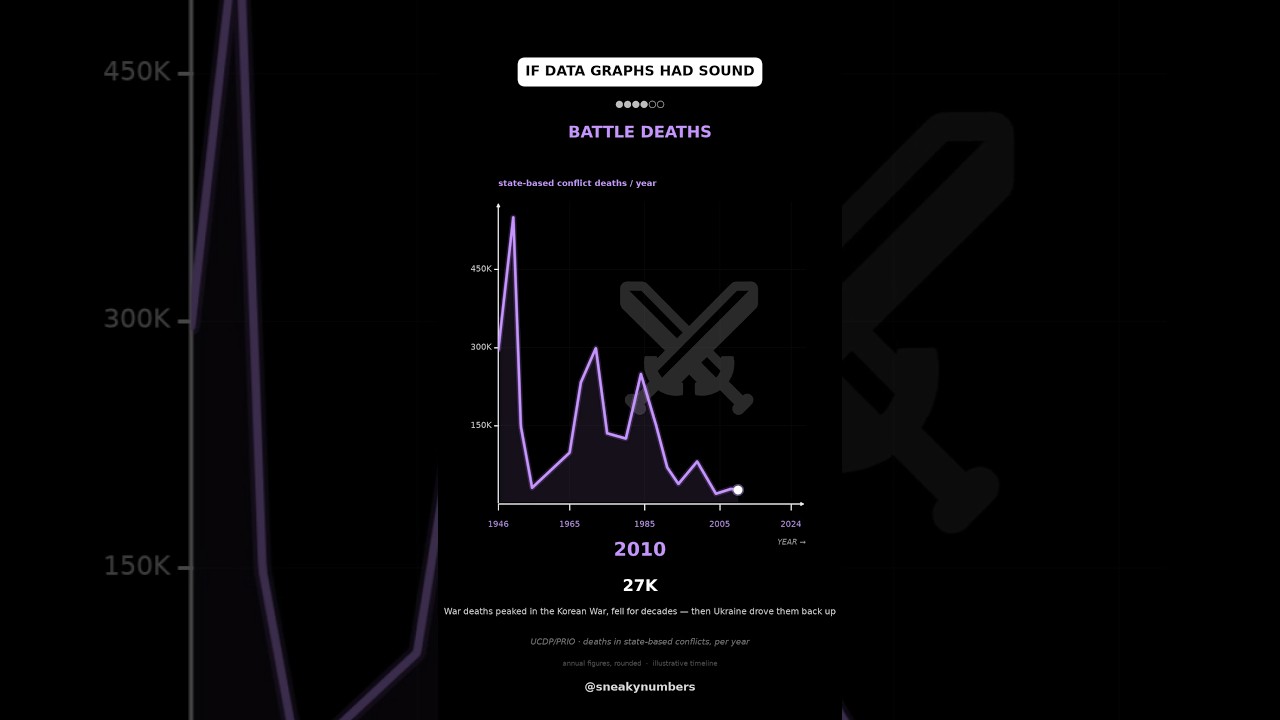 IF DATA GRAPHS HAD SOUND
BATTLE DEATHS
state-based conflict deaths / year
450K
300K
150K
450K
300K
150K
1946 1965 1985 2005 2024
YEAR →
2010
27K
War deaths peaked in the Korean War, fell for decades — then Ukraine drove them back up
UCDP/PRIO · deaths in state-based conflicts, per year
annual figures, rounded · illustrative timeline
@sneakynumbers